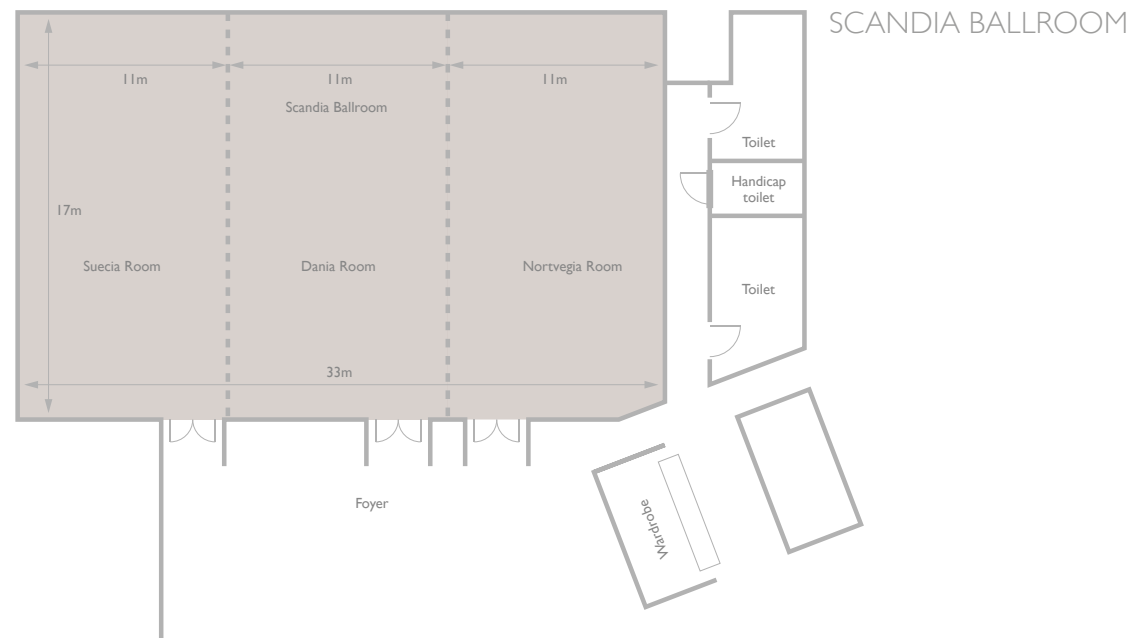 SCANDIA BALLROOM
11m
11m
11m
Scandia Ballroom
Toilet
Handicap
toilet
17m
Suecia Room
Dania Room
Nortvegia Room
Toilet
33m
Foyer
Wardrobe